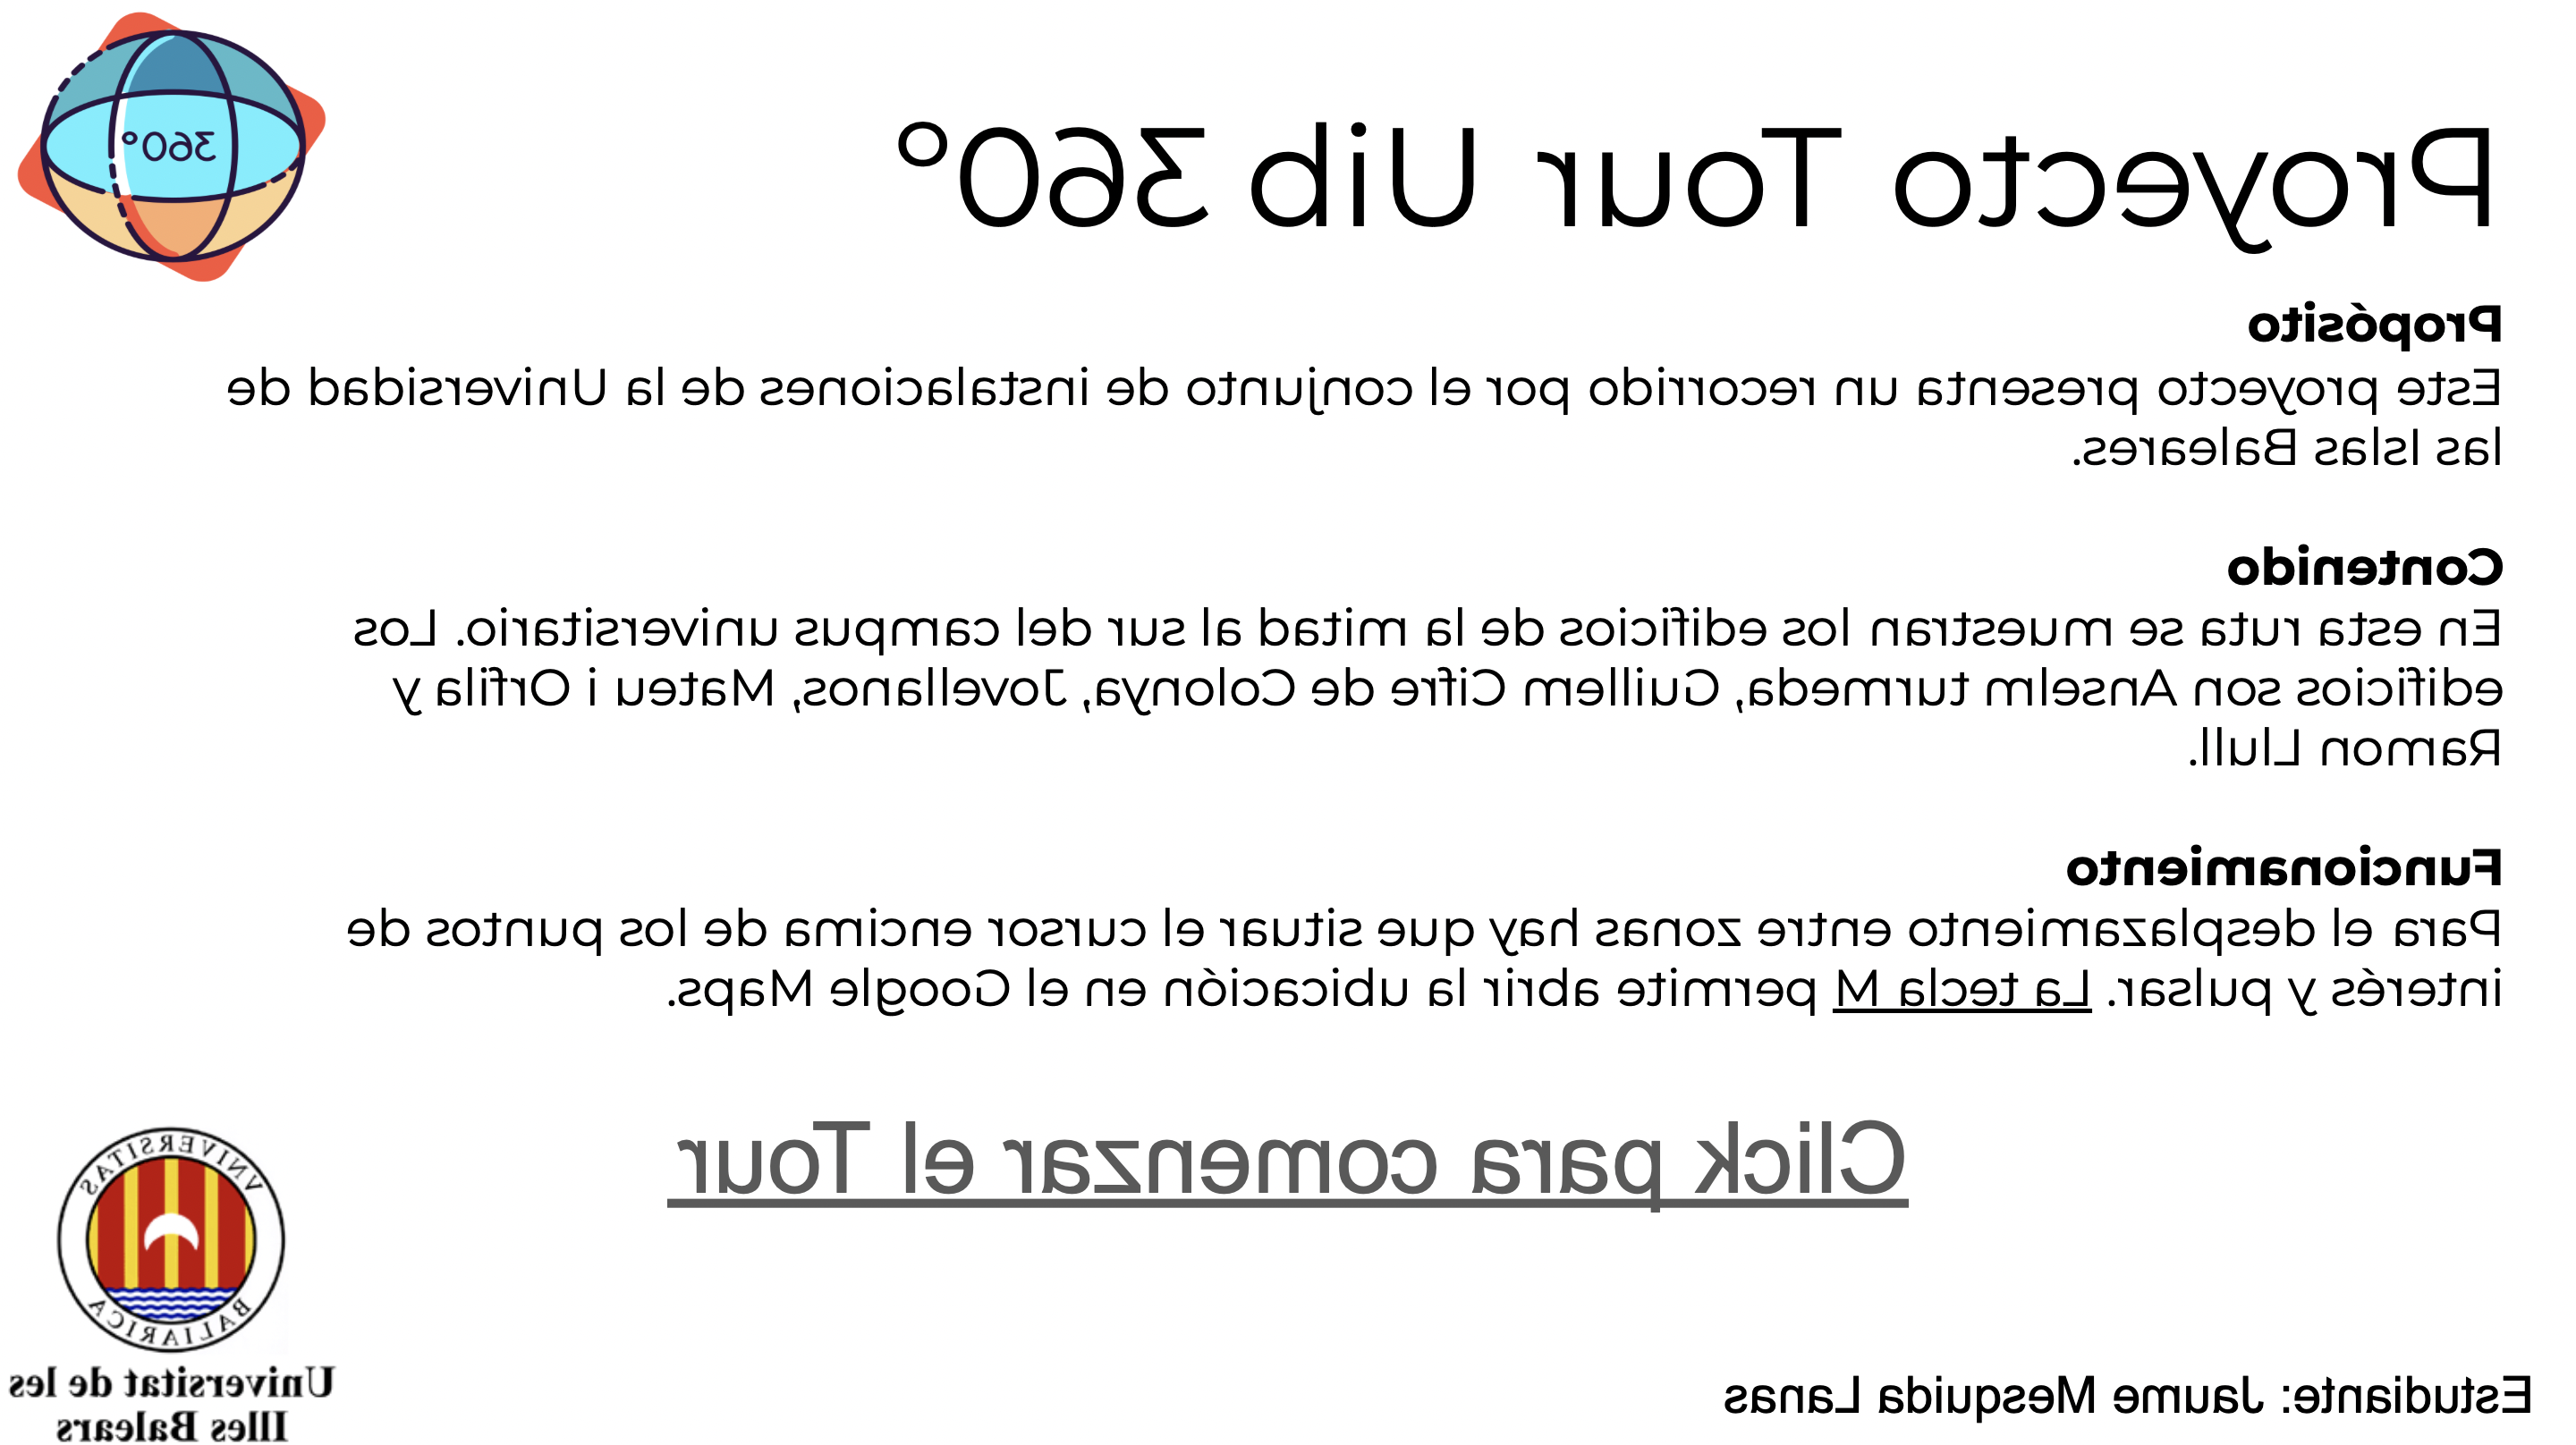 Proyecto Tour Uib 360°
360°
Propósito
Este proyecto presenta un recorrido por el conjunto de instalaciones de la Universidad de
las Islas Baleares.
Contenido
En esta ruta se muestran los edificios de la mitad al sur del campus universitario. Los
edificios son Anselm turmeda, Guillem Cifre de Colonya, Jovellanos, Mateu i Orfila y
Ramon Llull.
Funcionamiento
Para el desplazamiento entre zonas hay que situar el cursor encima de los puntos de
interés y pulsar. La tecla M permite abrir la ubicación en el Google Maps.
Click para comenzar el Tour
VNIVERSITAS
BALIARICA
Universitat de les
Illes Balears
Estudiante: Jaume Mesquida Lanas